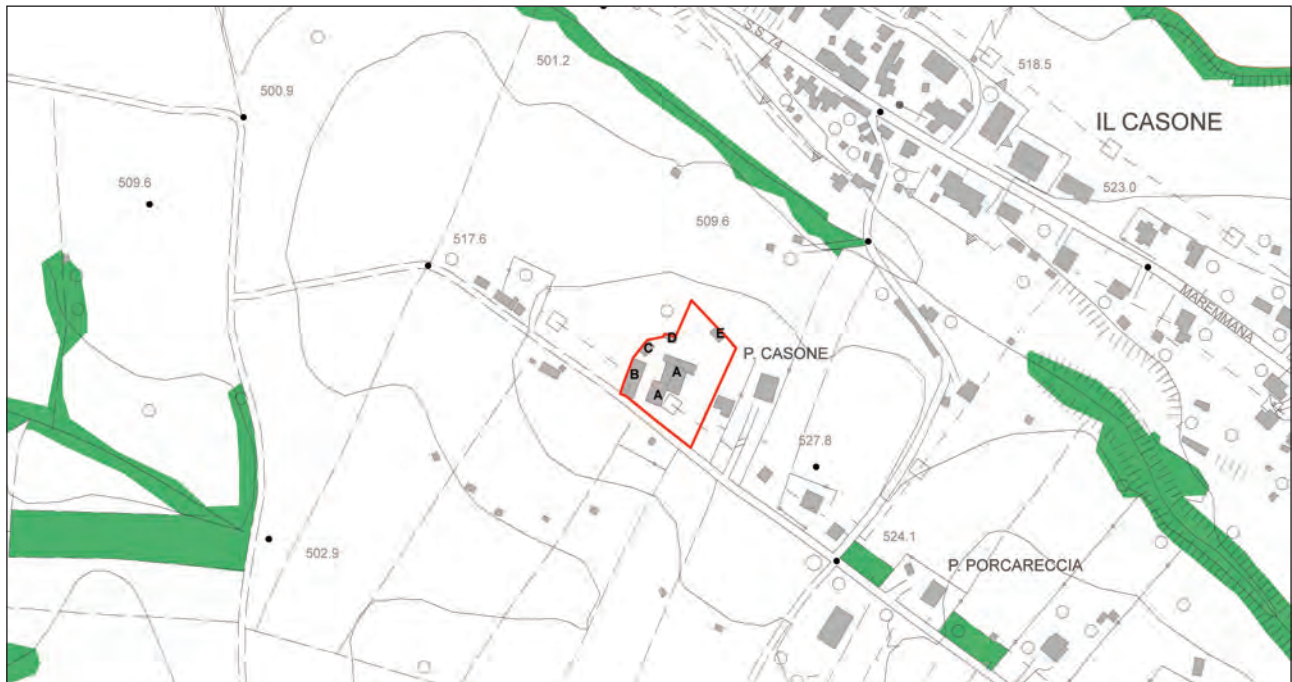 S.S. 74
501.2
518.5
500.9
IL CASONE
509.6
523.0
509.6
517.6
MAREMMANA
D
E
C
P. CASONE
B
A
A
527.8
524.1
502.9
P. PORCARECCIA